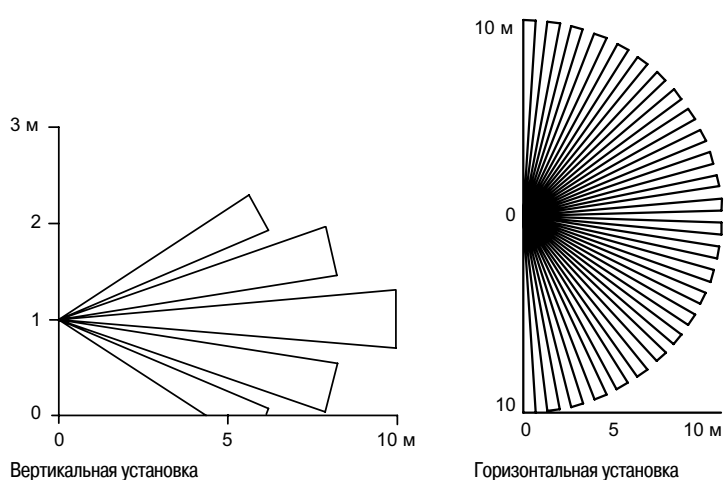 3 м
2
1
0
0 5 10 м
Вертикальная установка
10 м
0
10
0 5 10 м
Горизонтальная установка